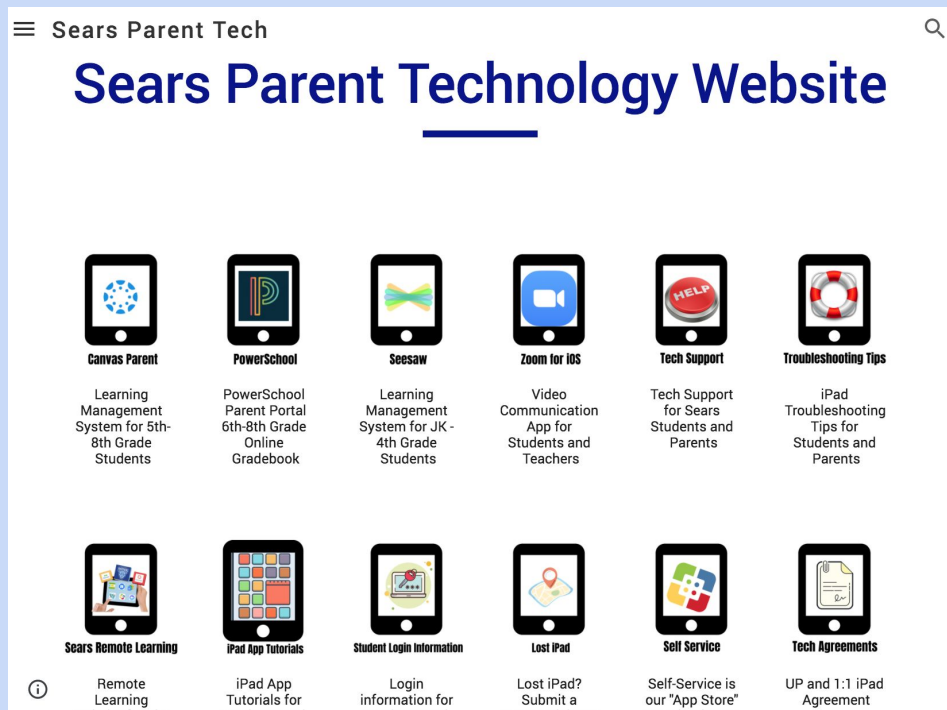 Sears Parent Tech
Sears Parent Technology Website
HELP
Canvas Parent
PowerSchool
Seesaw
Zoom for iOS
Tech Support
Troubleshooting Tips
Learning
Management
System for 5th-
8th Grade
Students
PowerSchool
Parent Portal
6th-8th Grade
Online
Gradebook
Learning
Management
System for JK -
4th Grade
Students
Video
Communication
App for
Students and
Teachers
Tech Support
for Sears
Students and
Parents
iPad
Troubleshooting
Tips for
Students and
Parents
Sears Remote Learning
iPad App Tutorials
Student Login Information
Lost iPad
Self Service
Tech Agreements
Remote
Learning
iPad App
Tutorials for
Login
information for
Lost iPad?
Submit a
Self-Service is
our "App Store"
UP and 1:1 iPad
Agreement